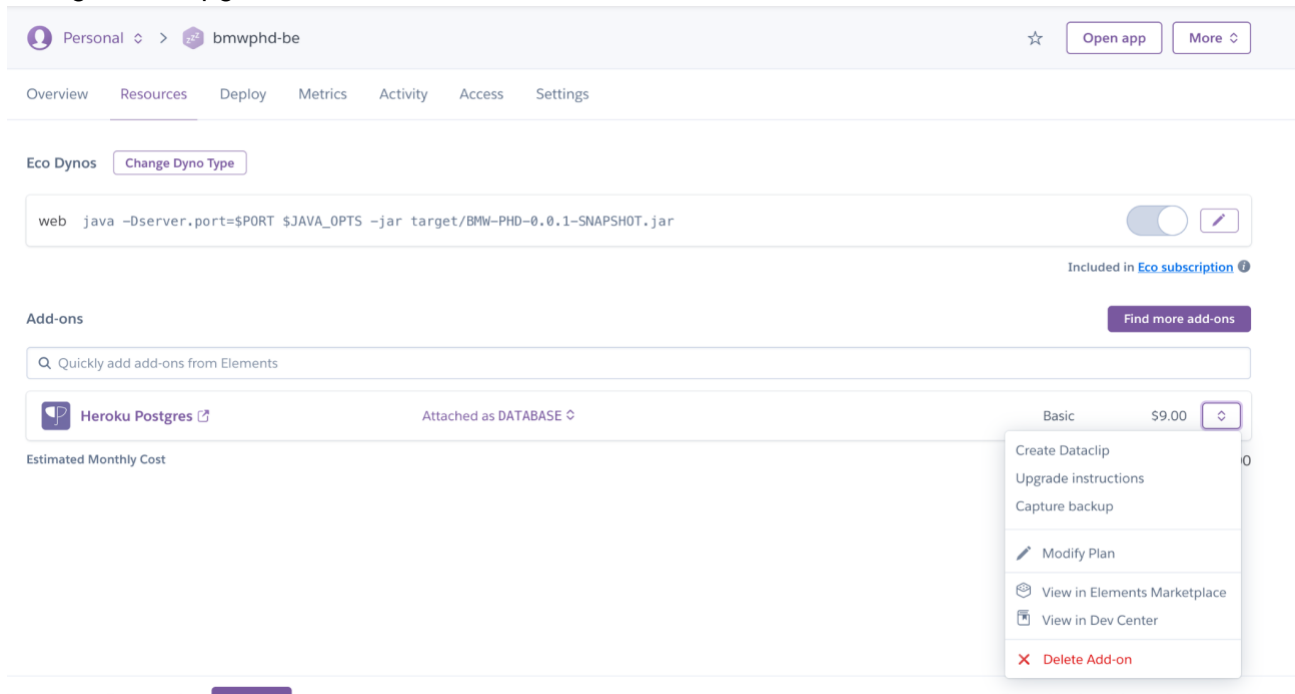 Personal > bmwphd-be
Open app More
Overview Resources Deploy Metrics Activity Access Settings
Eco Dynos Change Dyno Type
web java -Dserver.port=$PORT $JAVA_OPTS -jar target/BMW-PHD-0.0.1-SNAPSHOT.jar
Included in Eco subscription
Add-ons
Find more add-ons
Quickly add add-ons from Elements
Heroku Postgres Attached as DATABASE Basic $9.00
Estimated Monthly Cost
Create Dataclip
Upgrade instructions
Capture backup
Modify Plan
View in Elements Marketplace
View in Dev Center
Delete Add-on